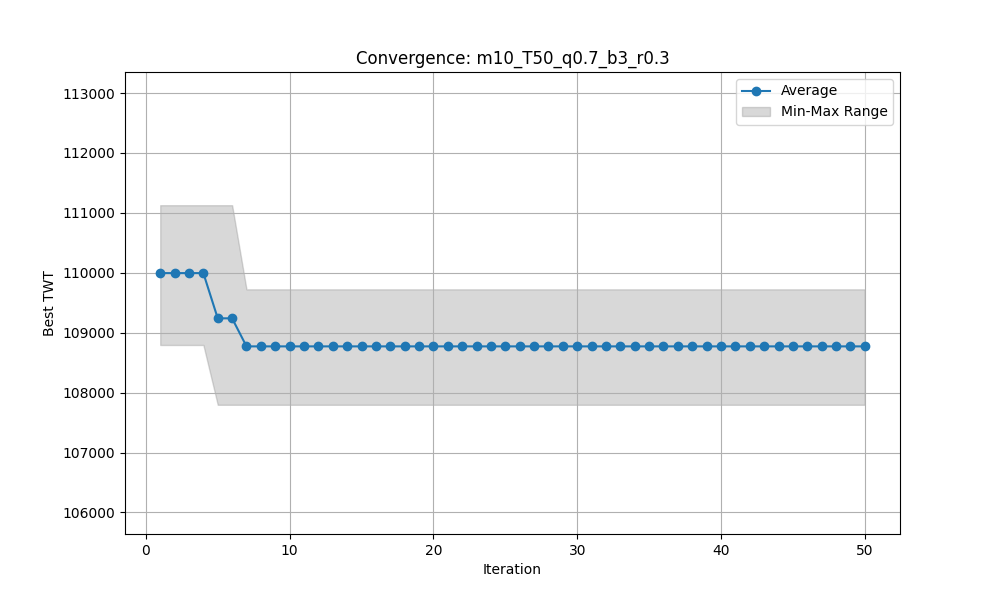 Convergence: m10_T50_q0.7_b3_r0.3
Average
Min-Max Range
113000
112000
111000
110000
109000
108000
107000
106000
Best TWT
0 10 20 30 40 50
Iteration